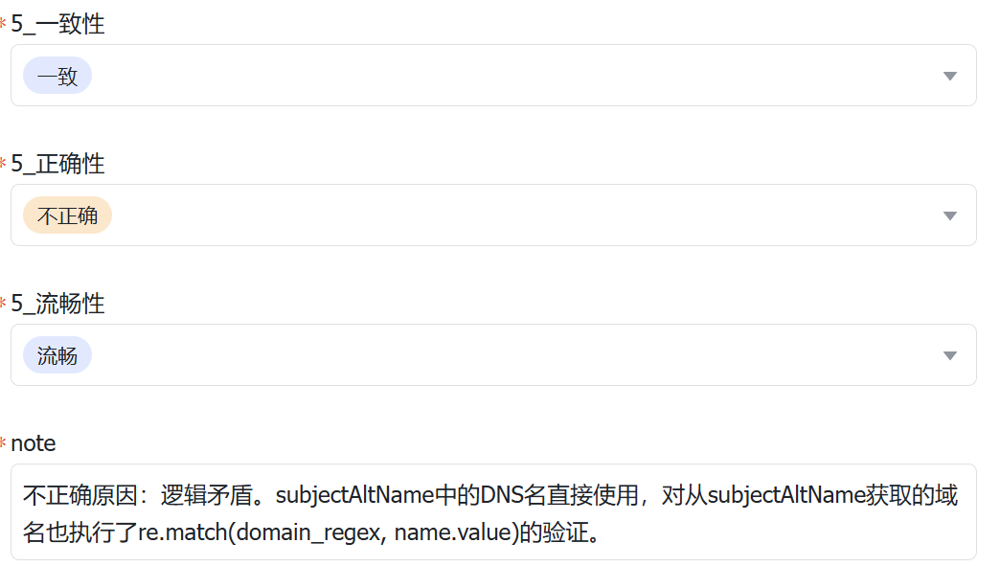 *5_一致性
一致
*5_正确性
不正确
*5_流畅性
流畅
*note
不正确原因：逻辑矛盾。subjectAltName中的DNS名直接使用，对从subjectAltName获取的域
名也执行了re.match(domain_regex, name.value)的验证。